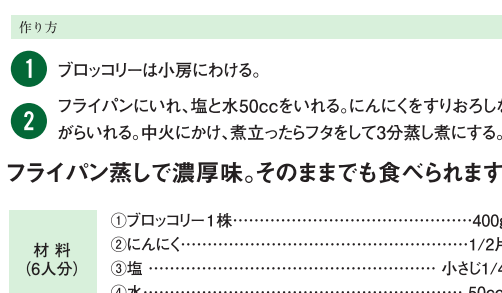 作り方
1 ブロッコリーは小房にわける。
2 フライパンにいれ、塩と水50ccをいれる。にんにくをすりおろしな
がらいれる。中火にかけ、煮立ったらフタをして3分蒸し煮にする。
フライパン蒸しで濃厚味。そのままでも食べられます
材 料
(6人分)
①ブロッコリー1株……………………………………400g
②にんにく……………………………………………1/2片
③塩 ……………………………………………… 小さじ1/4
④水…………………………………………………… 50cc